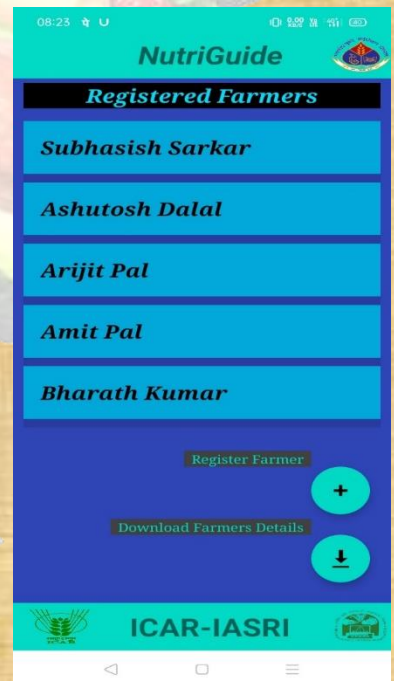 08:23
NutriGuide
Registered Farmers
Subhasish Sarkar
Ashutosh Dalal
Arijit Pal
Amit Pal
Bharath Kumar
Register Farmer
Download Farmers Details
ICAR-IASRI